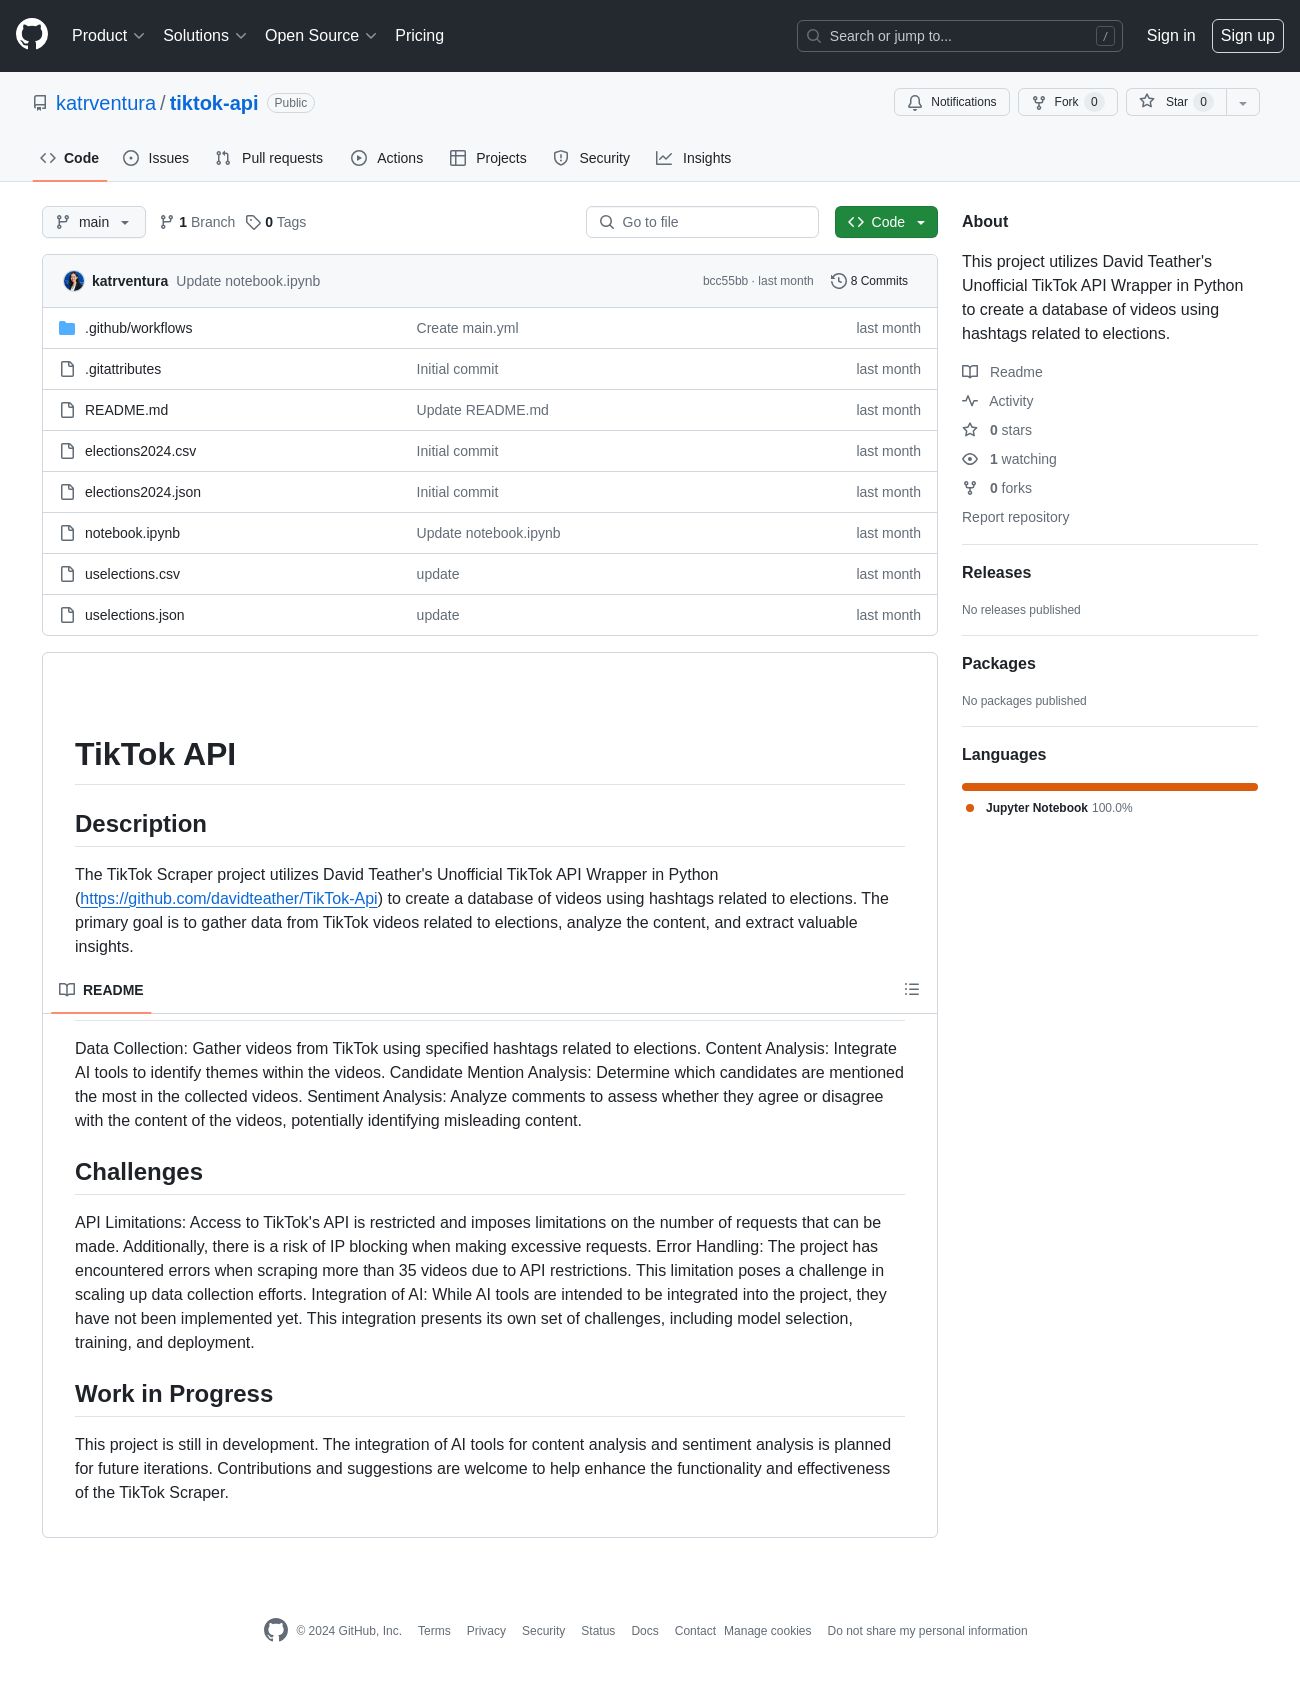 Product
Solutions
Open Source
Pricing
Search or jump to...
/
Sign in
Sign up
katrventura / tiktok-api
Public
Notifications
Fork 0
Star 0
Code
Issues
Pull requests
Actions
Projects
Security
Insights
main
1 Branch
0 Tags
Go to file
Code
katrventura Update notebook.ipynb
bcc55bb · last month
8 Commits
.github/workflows Create main.yml last month
.gitattributes Initial commit last month
README.md Update README.md last month
elections2024.csv Initial commit last month
elections2024.json Initial commit last month
notebook.ipynb Update notebook.ipynb last month
uselections.csv update last month
uselections.json update last month
TikTok API
Description
The TikTok Scraper project utilizes David Teather's Unofficial TikTok API Wrapper in Python
(https://github.com/davidteather/TikTok-Api) to create a database of videos using hashtags related to elections. The
primary goal is to gather data from TikTok videos related to elections, analyze the content, and extract valuable
insights.
README
Data Collection: Gather videos from TikTok using specified hashtags related to elections. Content Analysis: Integrate
AI tools to identify themes within the videos. Candidate Mention Analysis: Determine which candidates are mentioned
the most in the collected videos. Sentiment Analysis: Analyze comments to assess whether they agree or disagree
with the content of the videos, potentially identifying misleading content.
Challenges
API Limitations: Access to TikTok's API is restricted and imposes limitations on the number of requests that can be
made. Additionally, there is a risk of IP blocking when making excessive requests. Error Handling: The project has
encountered errors when scraping more than 35 videos due to API restrictions. This limitation poses a challenge in
scaling up data collection efforts. Integration of AI: While AI tools are intended to be integrated into the project, they
have not been implemented yet. This integration presents its own set of challenges, including model selection,
training, and deployment.
Work in Progress
This project is still in development. The integration of AI tools for content analysis and sentiment analysis is planned
for future iterations. Contributions and suggestions are welcome to help enhance the functionality and effectiveness
of the TikTok Scraper.
About
This project utilizes David Teather's
Unofficial TikTok API Wrapper in Python
to create a database of videos using
hashtags related to elections.
Readme
Activity
0 stars
1 watching
0 forks
Report repository
Releases
No releases published
Packages
No packages published
Languages
Jupyter Notebook 100.0%
© 2024 GitHub, Inc.
Terms
Privacy
Security
Status
Docs
Contact
Manage cookies
Do not share my personal information